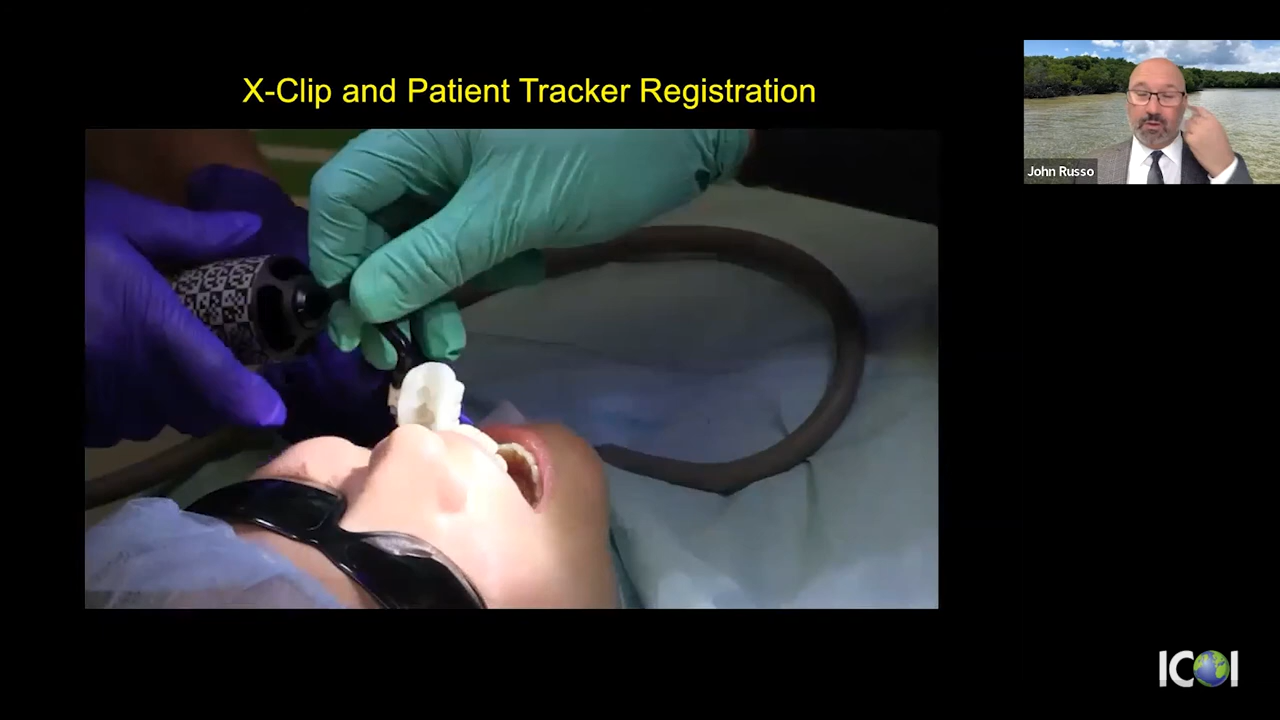 X-Clip and Patient Tracker Registration
John Russo
ICOI